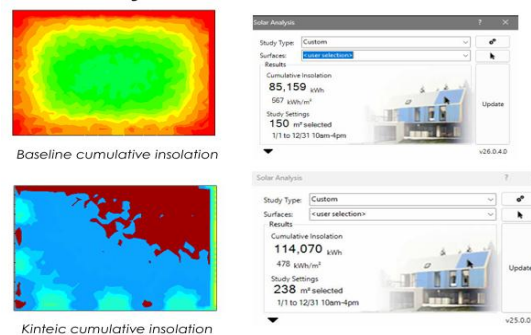 Solar Analysis
Study Type: Custom
Surfaces: <user selection>
Results
Cumulative Insolation
85,159 kWh
567 kWh/m²
Study Settings
150 m² selected
1/1 to 12/31 10am-4pm
Update
v26.0.4.0
Baseline cumulative insolation
Solar Analysis
Study Type: Custom
Surfaces: <user selection>
Results
Cumulative Insolation
114,070 kWh
478 kWh/m²
Study Settings
238 m² selected
1/1 to 12/31 10am-4pm
Update
v25.0.0
Kinteic cumulative insolation